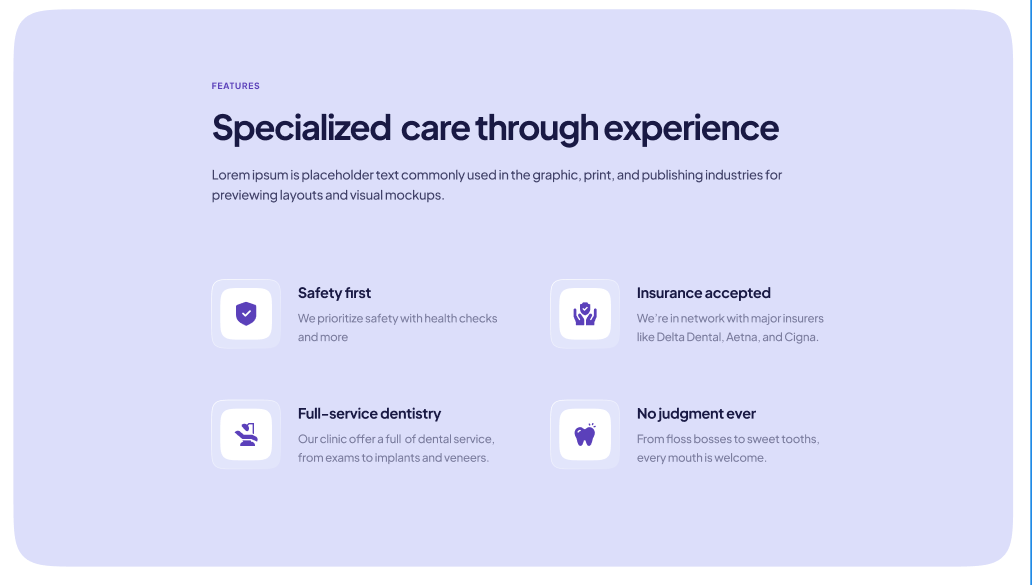 FEATURES
Specialized care through experience
Lorem ipsum is placeholder text commonly used in the graphic, print, and publishing industries for
previewing layouts and visual mockups.
Safety first
We prioritize safety with health checks
and more
Insurance accepted
We're in network with major insurers
like Delta Dental, Aetna, and Cigna.
Full-service dentistry
Our clinic offer a full of dental service,
from exams to implants and veneers.
No judgment ever
From floss bosses to sweet tooths,
every mouth is welcome.